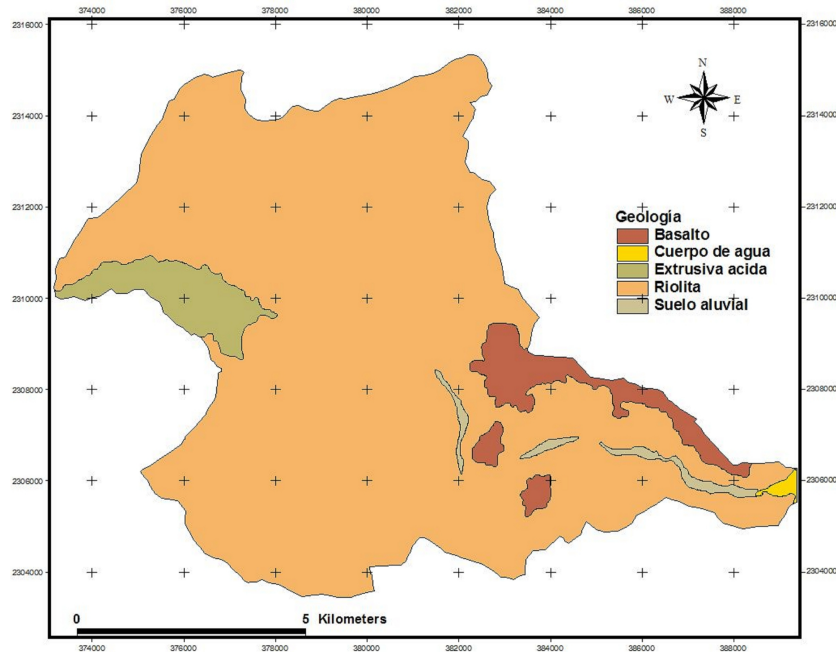 374000 376000 378000 380000 382000 384000 386000 388000
2316000 2316000
N
W E
S
2314000 2314000
2312000 2312000
Geología
Basalto
Cuerpo de agua
Extrusiva acida
Riolita
Suelo aluvial
2310000 2310000
2308000 2308000
2306000 2306000
2304000 2304000
0 5 Kilometers
374000 376000 378000 380000 382000 384000 386000 388000